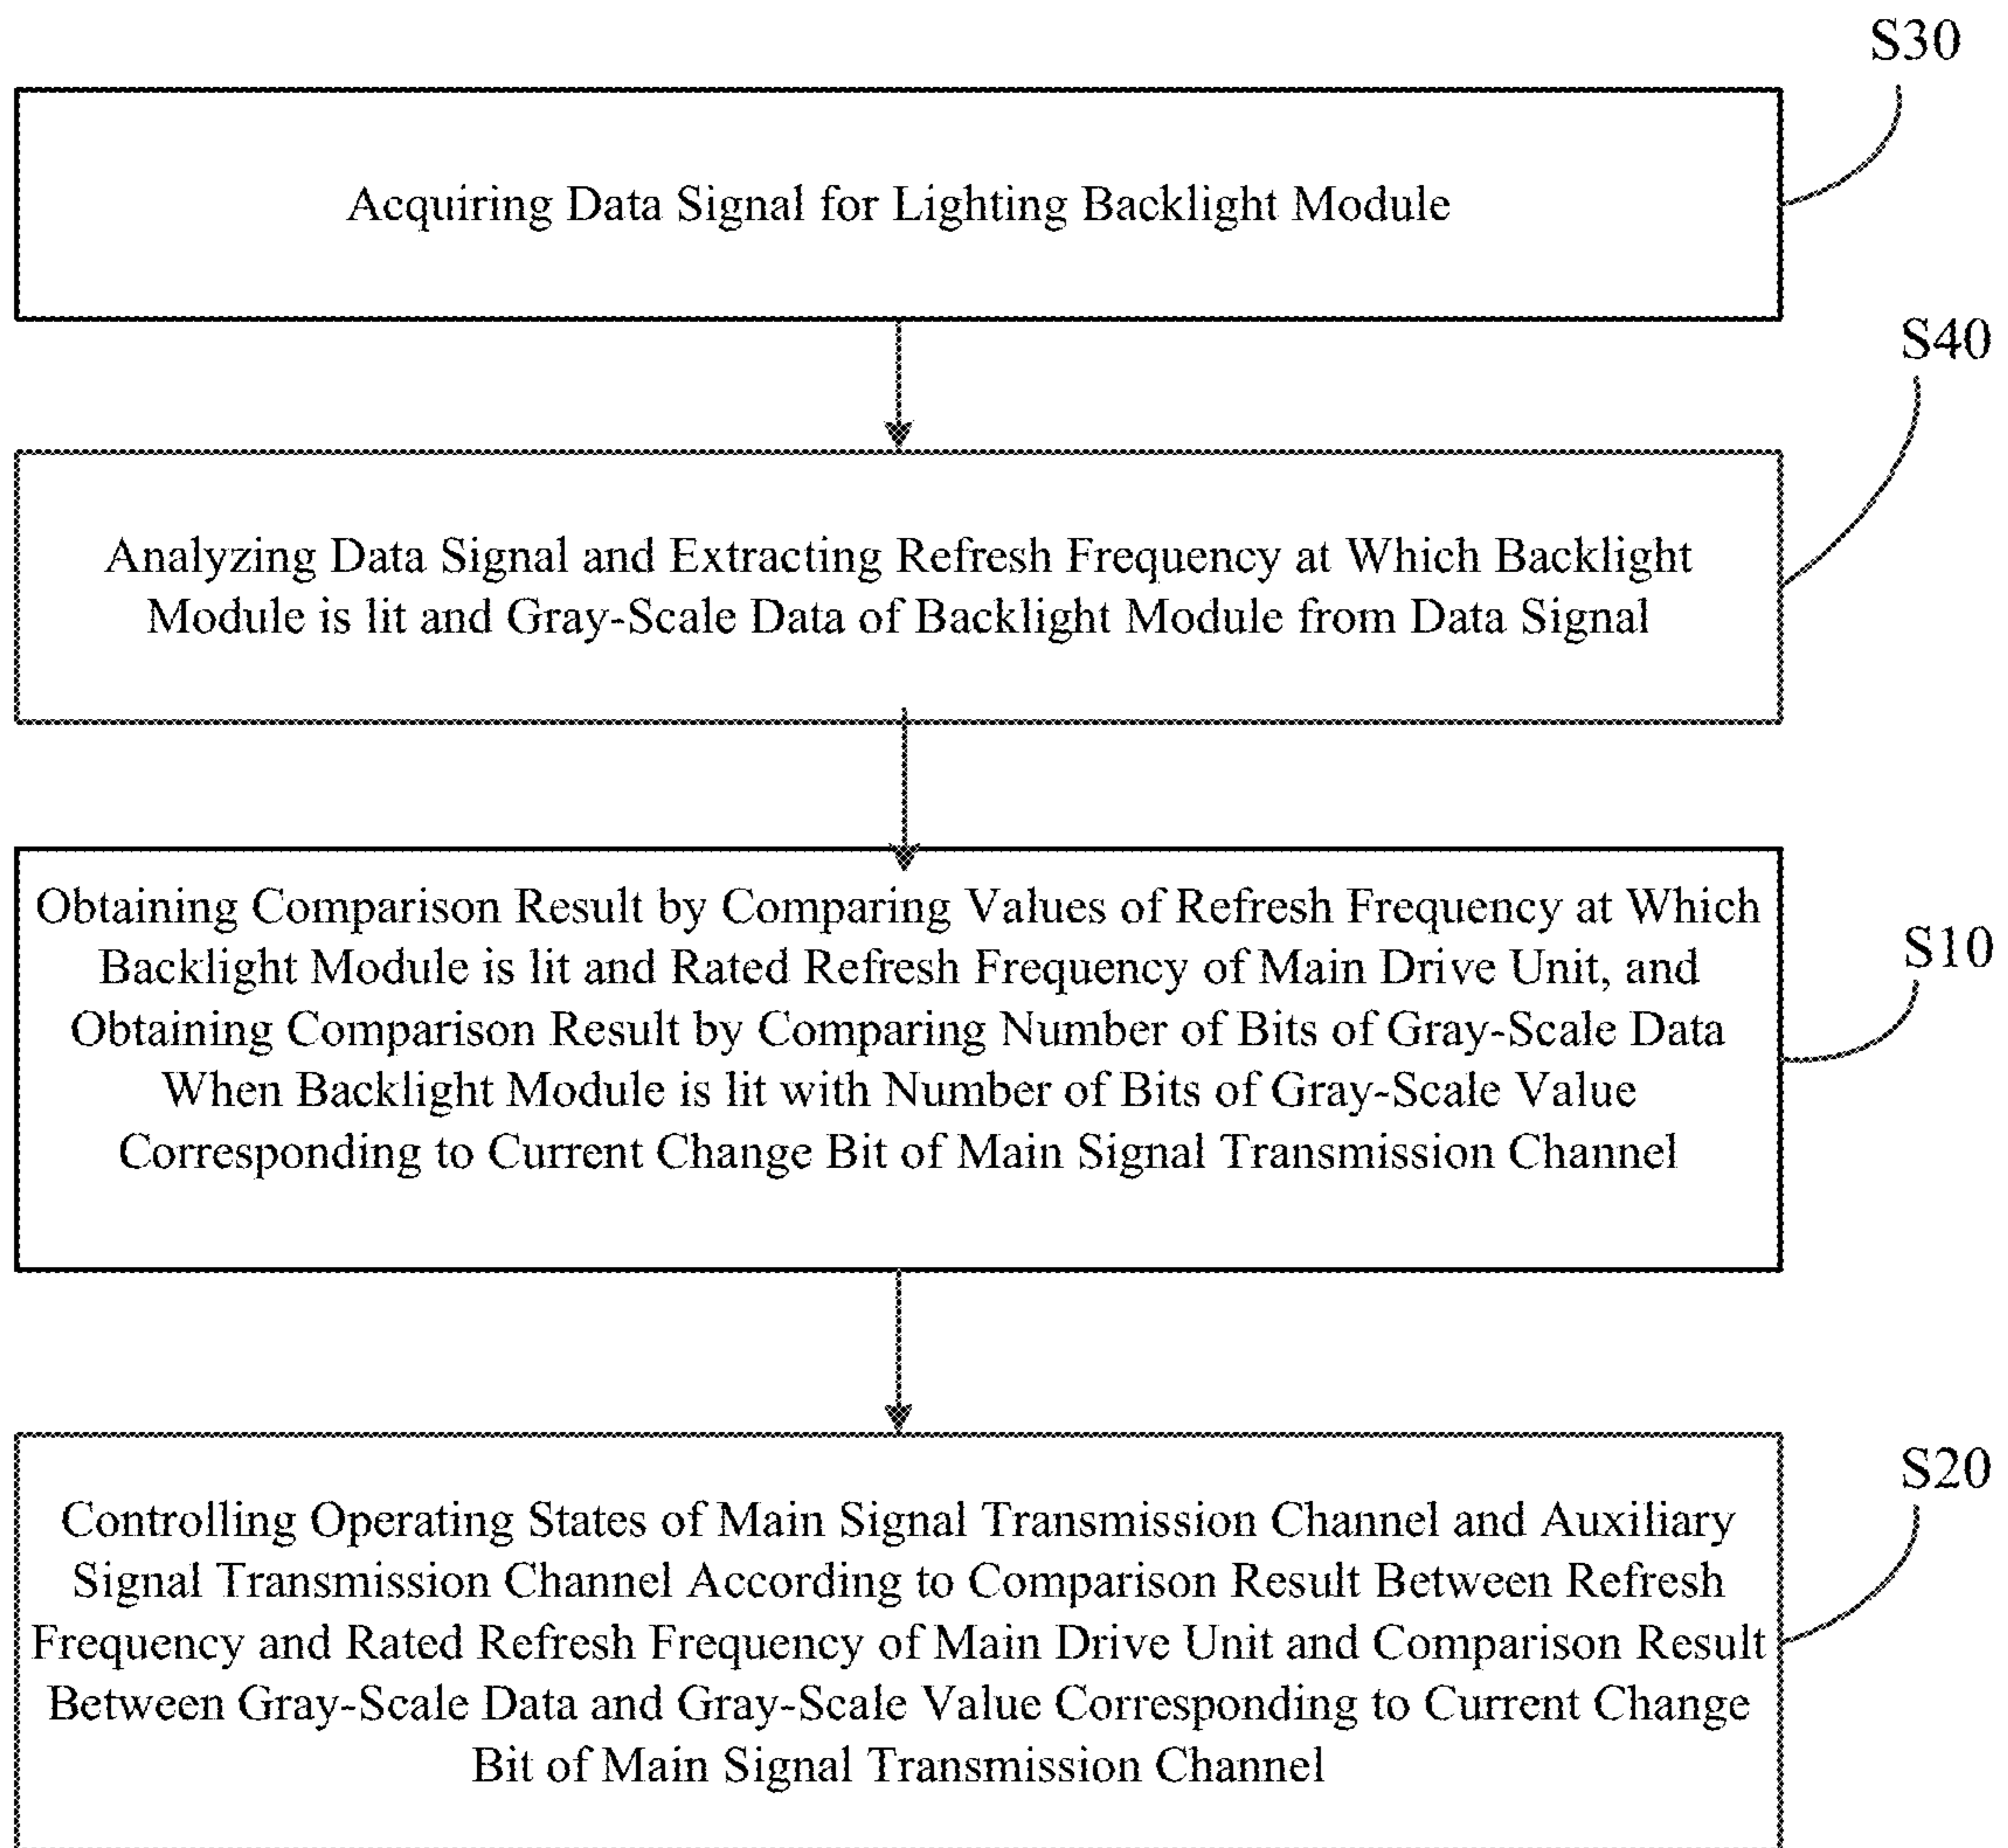 S30
Acquiring Data Signal for Lighting Backlight Module
S40
Analyzing Data Signal and Extracting Refresh Frequency at Which Backlight
Module is lit and Gray-Scale Data of Backlight Module from Data Signal
S10
Obtaining Comparison Result by Comparing Values of Refresh Frequency at Which
Backlight Module is lit and Rated Refresh Frequency of Main Drive Unit, and
Obtaining Comparison Result by Comparing Number of Bits of Gray-Scale Data
When Backlight Module is lit with Number of Bits of Gray-Scale Value
Corresponding to Current Change Bit of Main Signal Transmission Channel
S20
Controlling Operating States of Main Signal Transmission Channel and Auxiliary
Signal Transmission Channel According to Comparison Result Between Refresh
Frequency and Rated Refresh Frequency of Main Drive Unit and Comparison Result
Between Gray-Scale Data and Gray-Scale Value Corresponding to Current Change
Bit of Main Signal Transmission Channel